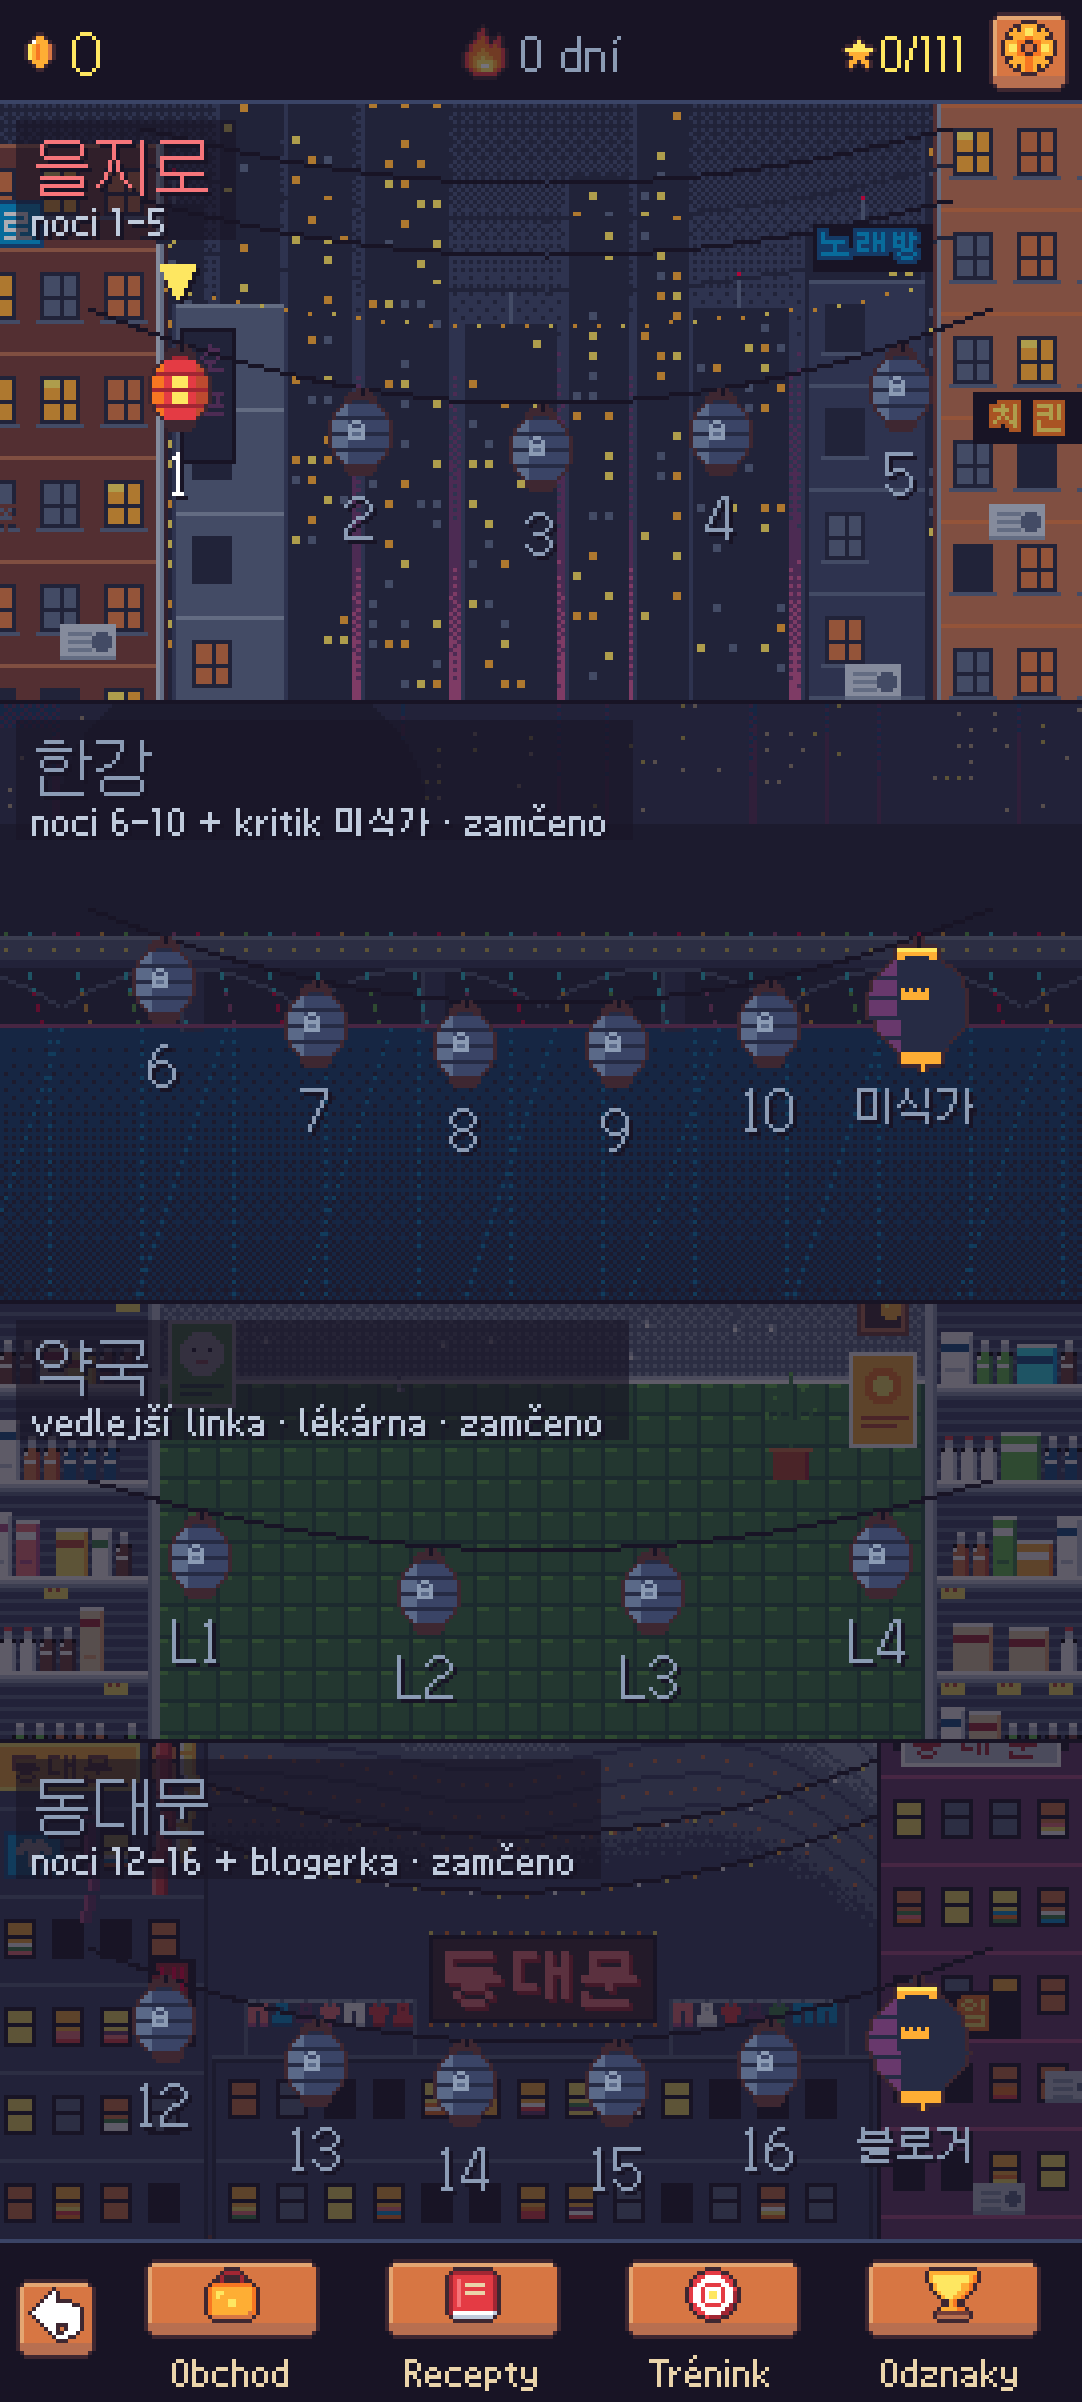 0
0 dní
0/111
을지로
noci 1-5
노래방
치킨
1
2
3
4
5
한강
noci 6-10 + kritik 미식가 · zamčeno
6
7
8
9
10
미식가
약국
vedlejší linka · lékárna · zamčeno
L1
L2
L3
L4
동대문
동대문
noci 12-16 + blogerka · zamčeno
동대문
12
13
14
15
16
블로거
Obchod
Recepty
Trénink
Odznaky